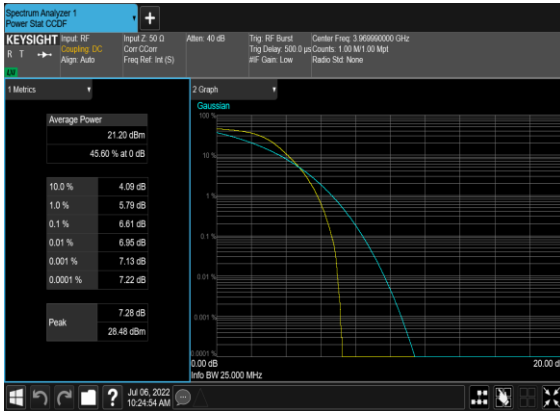 Spectrum Analyzer 1
Power Stat CCDF
KEYSIGHT
R T
LV
Input: RF
Coupling: DC
Align: Auto
Input Z: 50 Ω
Corr CCorr
Freq Ref: Int (S)
Atten: 40 dB
Trig: RF Burst
Trig Delay: 500.0 µs
#IF Gain: Low
Center Freq: 3.969990000 GHz
Counts: 1.00 M/1.00 Mpt
Radio Std: None
1 Metrics
Average Power
21.20 dBm
45.60 % at 0 dB
10.0 % 4.09 dB
1.0 % 5.79 dB
0.1 % 6.61 dB
0.01 % 6.95 dB
0.001 % 7.13 dB
0.0001 % 7.22 dB
Peak
7.28 dB
28.48 dBm
2 Graph
Gaussian
100 %
10 %
1 %
0.1 %
0.01 %
0.001 %
0.0001 %
0.00 dB
20.00 dB
Info BW 25.000 MHz
?
Jul 06, 2022
10:24:54 AM